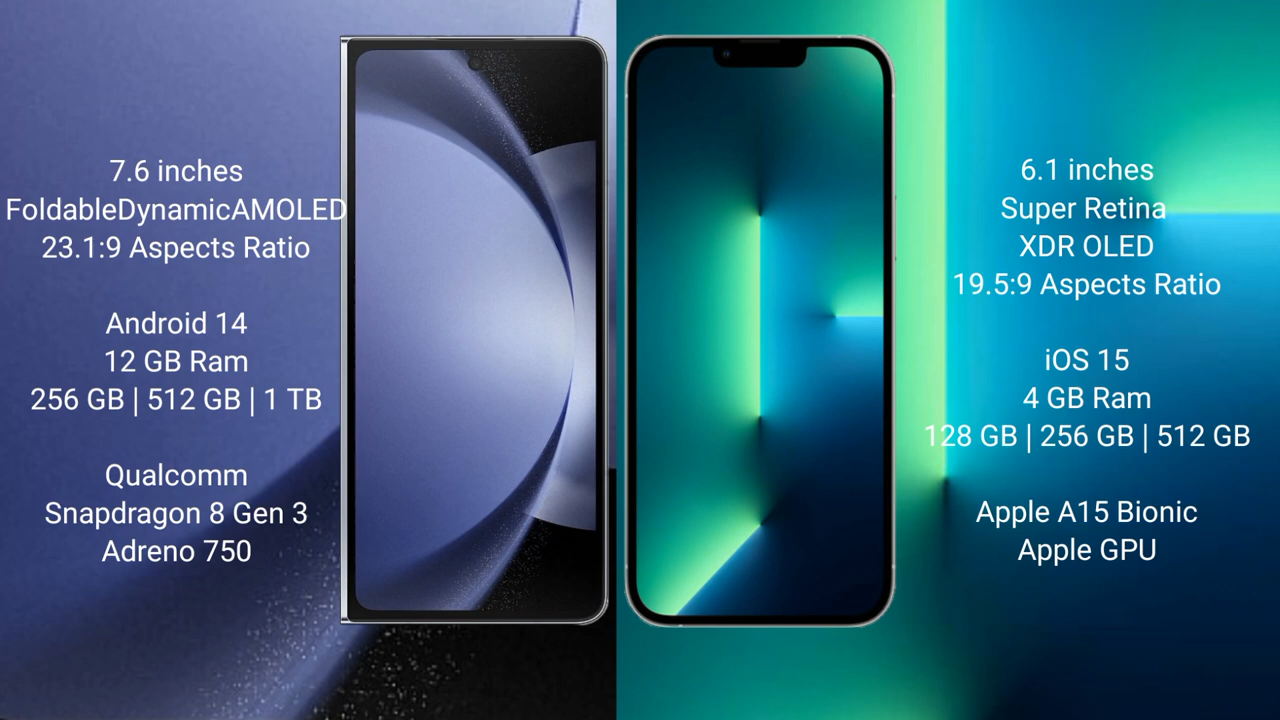 7.6 inches
FoldableDynamicAMOLED
23.1:9 Aspects Ratio
Android 14
12 GB Ram
256 GB | 512 GB | 1 TB
Qualcomm
Snapdragon 8 Gen 3
Adreno 750
6.1 inches
Super Retina
XDR OLED
19.5:9 Aspects Ratio
iOS 15
4 GB Ram
128 GB | 256 GB | 512 GB
Apple A15 Bionic
Apple GPU